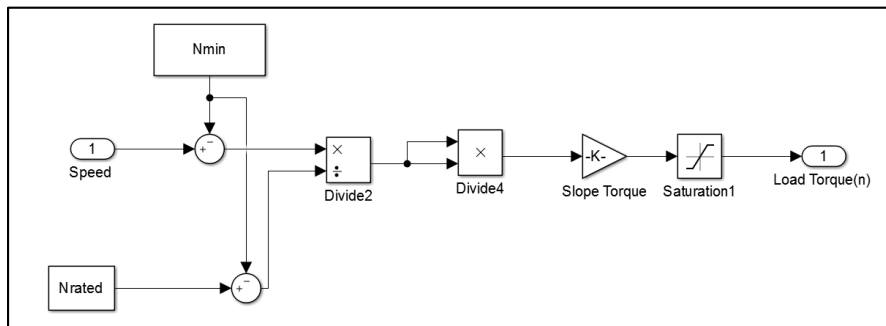 Nmin
1
Speed
+
−
×
÷
Divide2
×
Divide4
-K-
Slope Torque
Saturation1
1
Load Torque(n)
Nrated
+
−